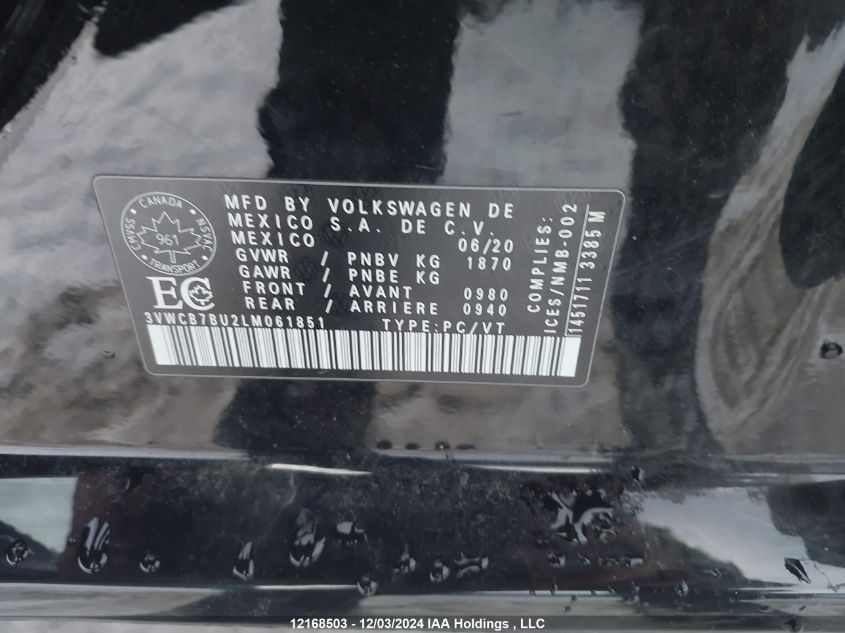 MFD BY VOLKSWAGEN DE
MEXICO S.A. DE C.V.
MEXICO 06/20
GVWR / PNBV KG 1870
GAWR / PNBE KG
FRONT / AVANT 0980
REAR / ARRIERE 0940
3VWCB7BU2LM061851 TYPE:PC/VT
CANADA
CMVSS NSVAC
961
TRANSPORT
EC
COMPLIES:
ICES/NMB-002
1451711 3385 M
12168503 - 12/03/2024 IAA Holdings , LLC